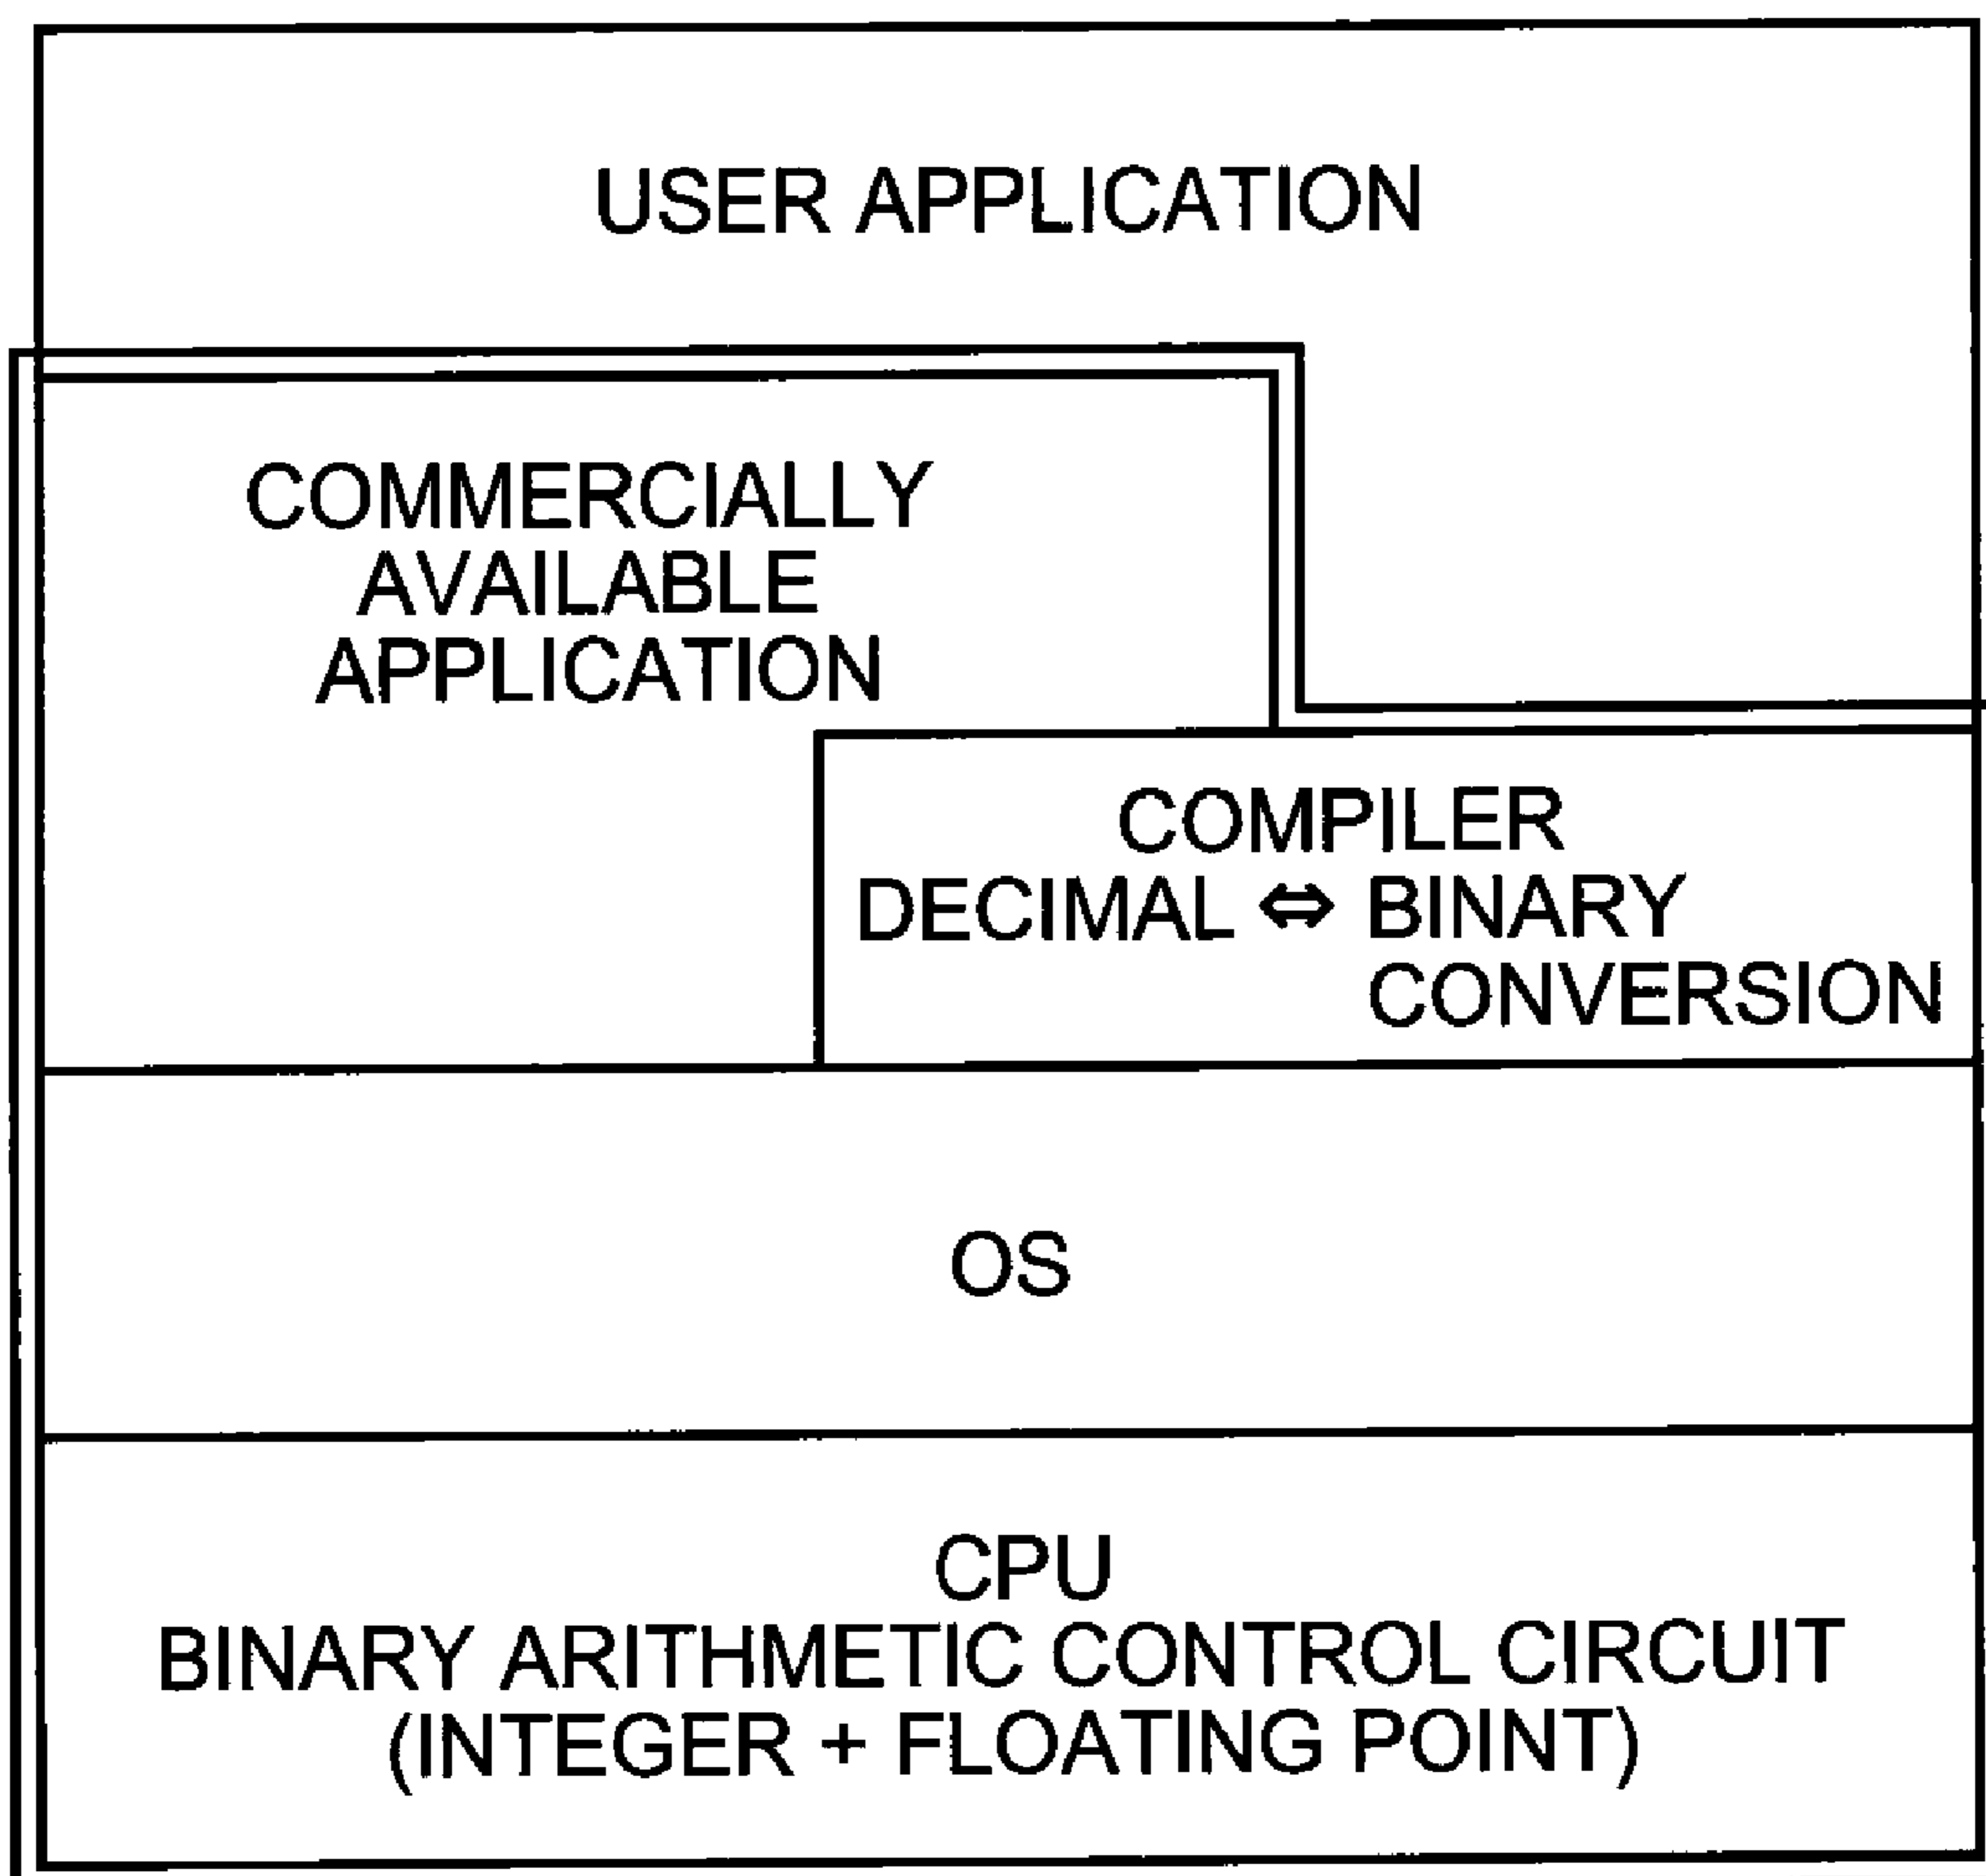 USER APPLICATION
COMMERCIALLY
AVAILABLE
APPLICATION
COMPILER
DECIMAL ⇔ BINARY
CONVERSION
OS
CPU
BINARY ARITHMETIC CONTROL CIRCUIT
(INTEGER + FLOATING POINT)